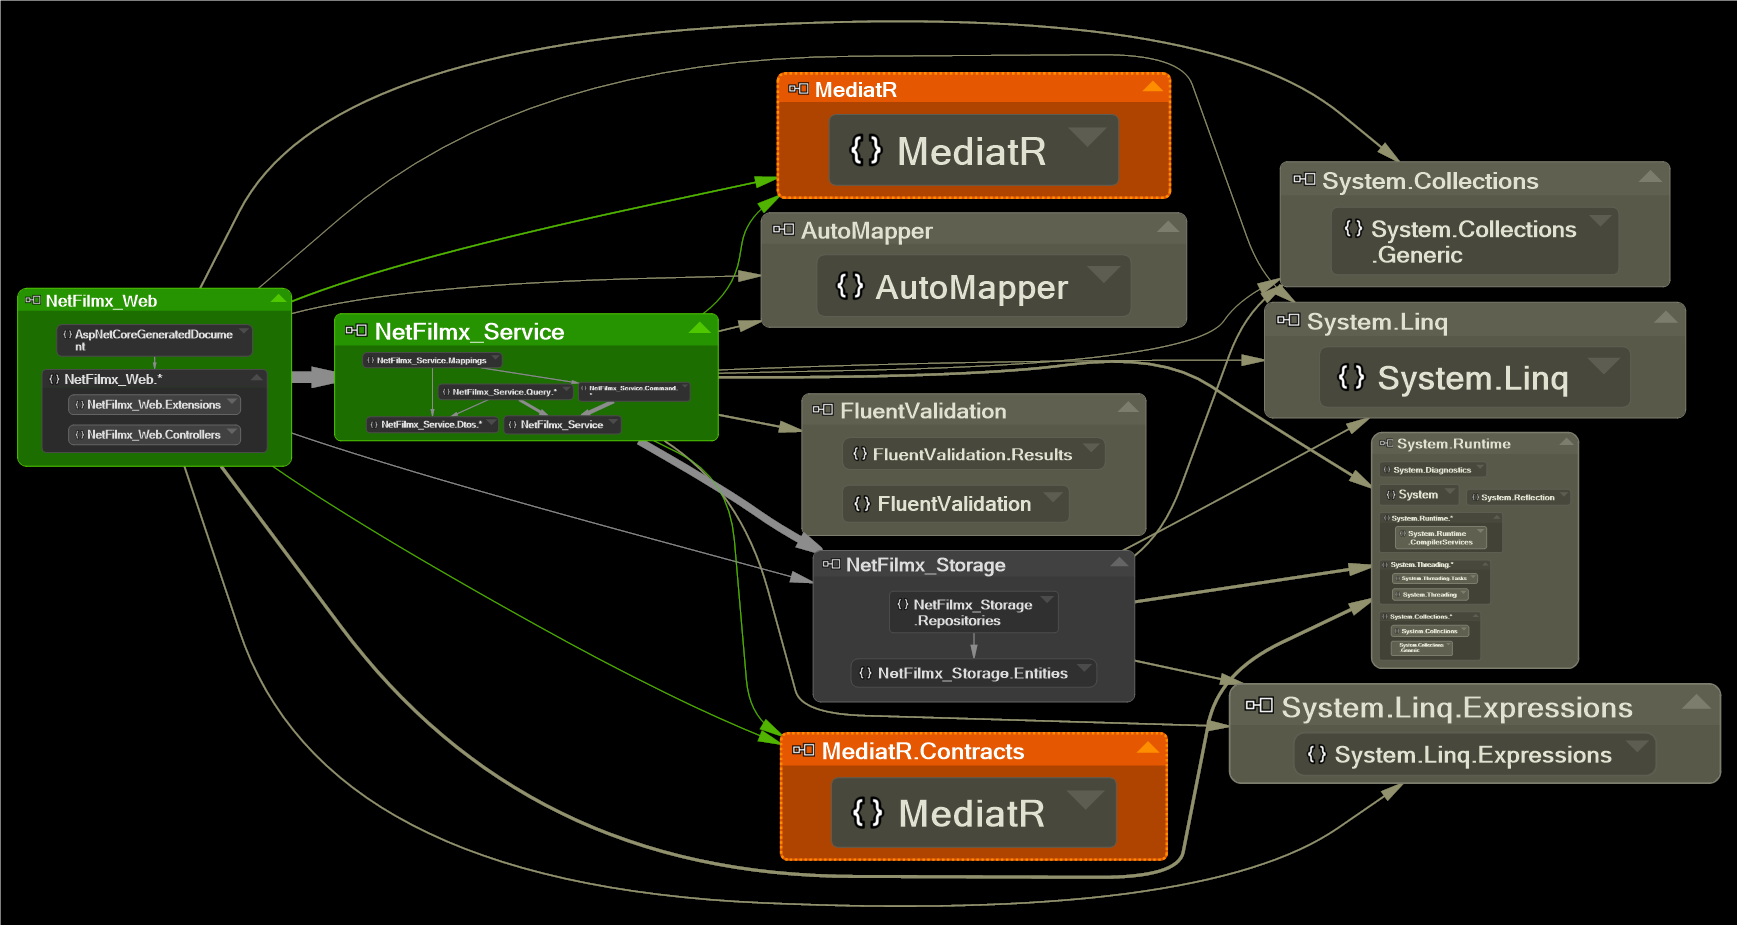 NetFilmx_Web
{} AspNetCoreGeneratedDocume
nt
{} NetFilmx_Web.*
{} NetFilmx_Web.Extensions
{} NetFilmx_Web.Controllers
NetFilmx_Service
{} NetFilmx_Service.Mappings
{} NetFilmx_Service.Query.*
{} NetFilmx_Service.Command.
*
{} NetFilmx_Service.Dtos.*
{} NetFilmx_Service
MediatR
{} MediatR
AutoMapper
{} AutoMapper
FluentValidation
{} FluentValidation.Results
{} FluentValidation
NetFilmx_Storage
{} NetFilmx_Storage
.Repositories
{} NetFilmx_Storage.Entities
MediatR.Contracts
{} MediatR
System.Collections
{} System.Collections
.Generic
System.Linq
{} System.Linq
System.Runtime
{} System.Diagnostics
{} System
{} System.Reflection
{} System.Runtime.*
{} System.Runtime
.CompilerServices
{} System.Threading.*
{} System.Threading.Tasks
{} System.Threading
{} System.Collections.*
{} System.Collections
{} System.Collections
.Generic
System.Linq.Expressions
{} System.Linq.Expressions